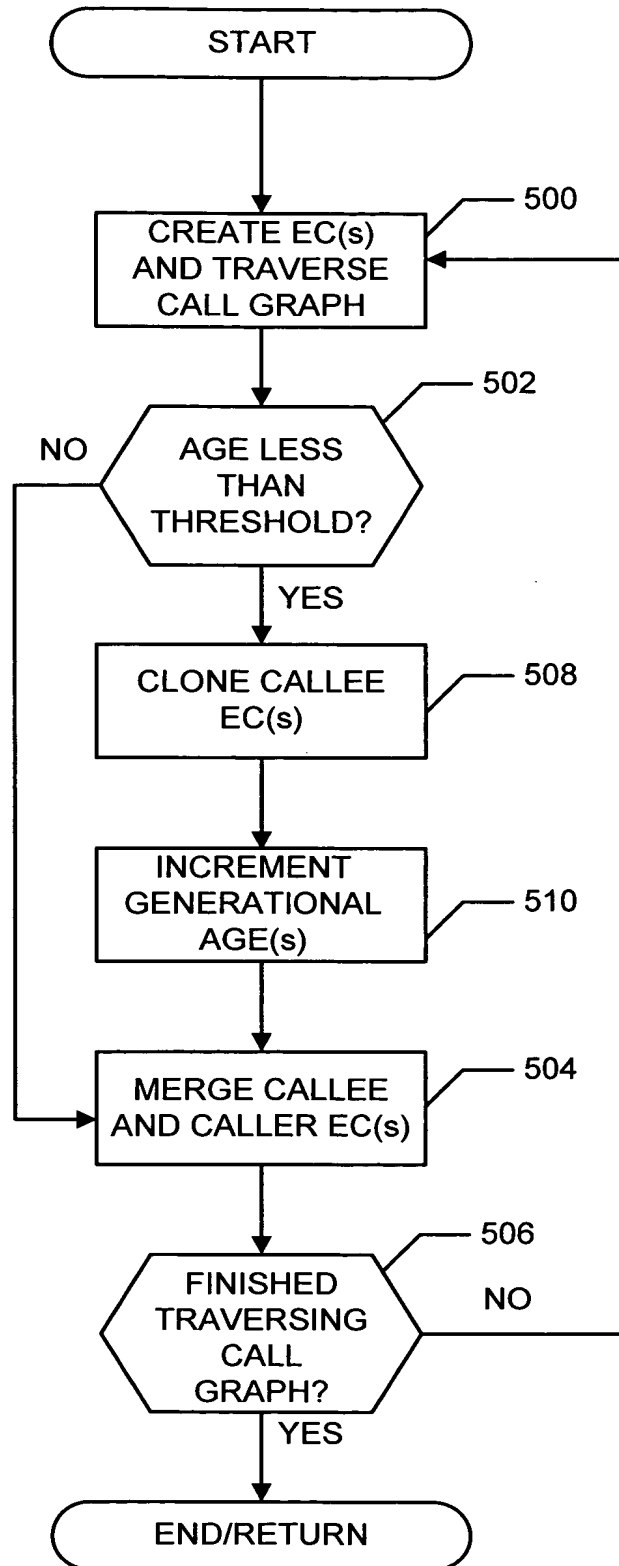 START
500
CREATE EC(s)
AND TRAVERSE
CALL GRAPH
502
NO
AGE LESS
THAN
THRESHOLD?
YES
CLONE CALLEE
EC(s)
508
INCREMENT
GENERATIONAL
AGE(s)
510
MERGE CALLEE
AND CALLER EC(s)
504
506
FINISHED
TRAVERSING
CALL
GRAPH?
NO
YES
END/RETURN